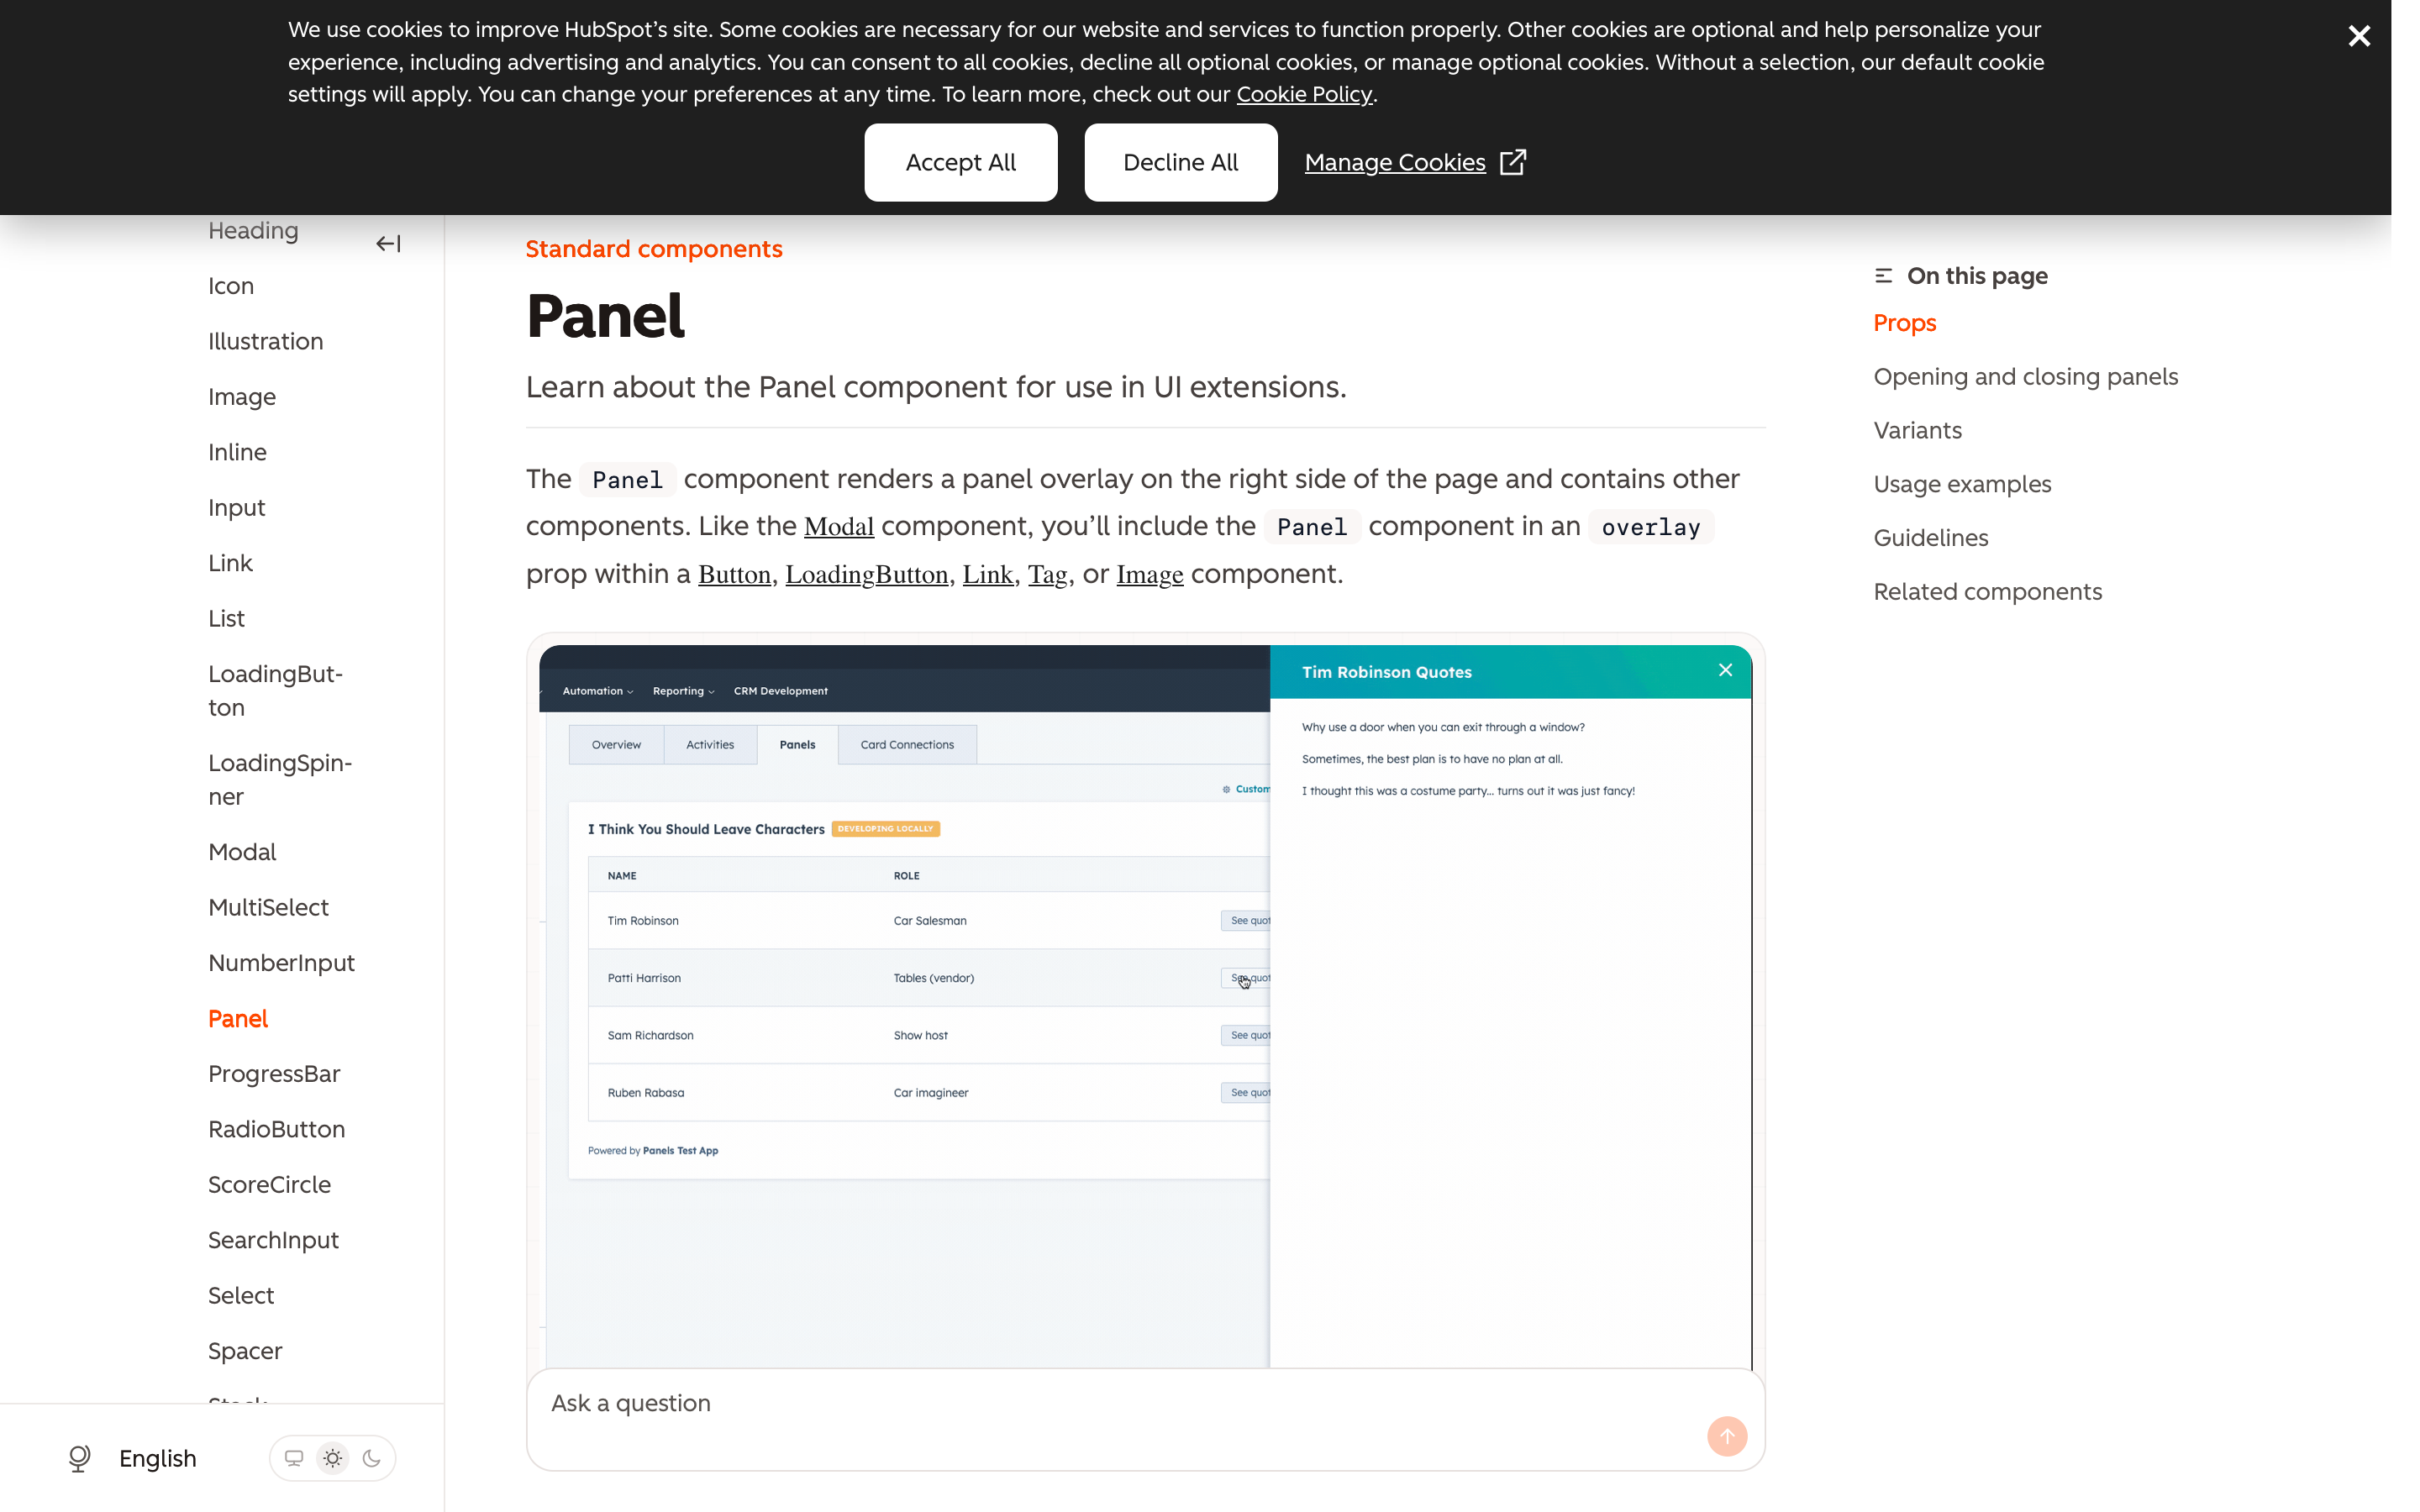 We use cookies to improve HubSpot's site. Some cookies are necessary for our website and services to function properly. Other cookies are optional and help personalize your
experience, including advertising and analytics. You can consent to all cookies, decline all optional cookies, or manage optional cookies. Without a selection, our default cookie
settings will apply. You can change your preferences at any time. To learn more, check out our Cookie Policy.
Accept All
Decline All
Manage Cookies
Heading
Icon
Illustration
Image
Inline
Input
Link
List
LoadingBut-
ton
LoadingSpin-
ner
Modal
MultiSelect
NumberInput
Panel
ProgressBar
RadioButton
ScoreCircle
SearchInput
Select
Spacer
English
Standard components
Panel
Learn about the Panel component for use in UI extensions.
The Panel component renders a panel overlay on the right side of the page and contains other
components. Like the Modal component, you'll include the Panel component in an overlay
prop within a Button, LoadingButton, Link, Tag, or Image component.
Automation
Reporting
CRM Development
Overview
Activities
Panels
Card Connections
Custom
I Think You Should Leave Characters
DEVELOPING LOCALLY
NAME ROLE
Tim Robinson Car Salesman See quot
Patti Harrison Tables (vendor) See quot
Sam Richardson Show host See quot
Ruben Rabasa Car imagineer See quot
Powered by Panels Test App
Tim Robinson Quotes
Why use a door when you can exit through a window?
Sometimes, the best plan is to have no plan at all.
I thought this was a costume party... turns out it was just fancy!
Ask a question
On this page
Props
Opening and closing panels
Variants
Usage examples
Guidelines
Related components